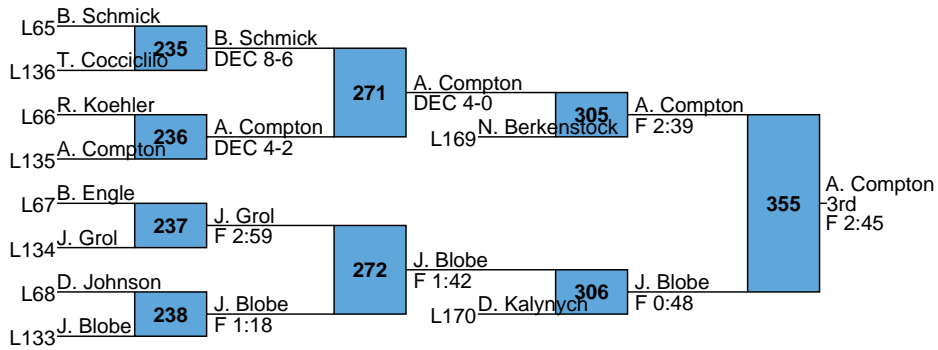 L65 B. Schmick
235
B. Schmick
DEC 8-6
L136 T. Cocciclilo
271
A. Compton
DEC 4-0
L66 R. Koehler
236
A. Compton
DEC 4-2
L135 A. Compton
305
A. Compton
F 2:39
L169 N. Berkenstock
355
A. Compton
3rd
F 2:45
L67 B. Engle
237
J. Grol
F 2:59
L134 J. Grol
272
J. Blobe
F 1:42
L68 D. Johnson
238
J. Blobe
F 1:18
L133 J. Blobe
306
J. Blobe
F 0:48
L170 D. Kalynych